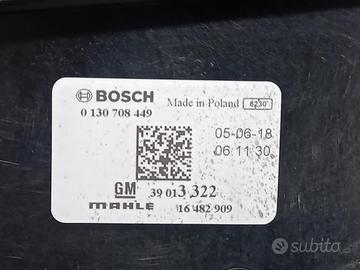 BOSCH
0 130 708 449
Made in Poland 8230
05-06-18
06 11 30
GM
39 013 322
MAHLE
16 482 909
subito